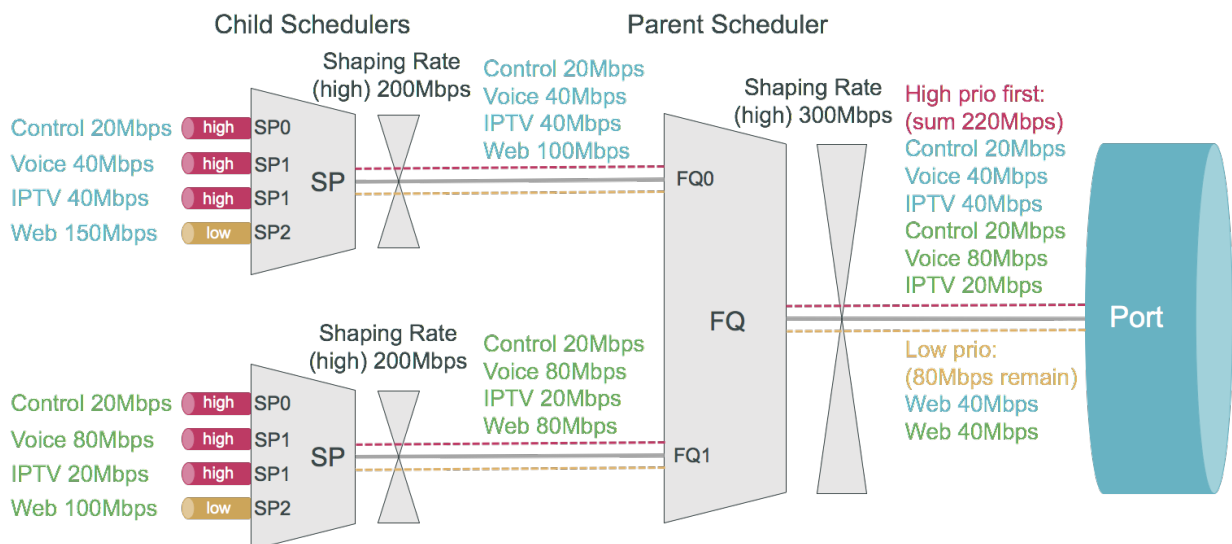 Child Schedulers
Parent Scheduler
Shaping Rate
(high) 200Mbps
Control 20Mbps
Voice 40Mbps
IPTV 40Mbps
Web 100Mbps
Shaping Rate
(high) 300Mbps
High prio first:
(sum 220Mbps)
Control 20Mbps
Voice 40Mbps
IPTV 40Mbps
Control 20Mbps
Voice 80Mbps
IPTV 20Mbps
Control 20Mbps high SP0
Voice 40Mbps high SP1
IPTV 40Mbps high SP1
Web 150Mbps low SP2
SP
FQ0
FQ
Port
Shaping Rate
(high) 200Mbps
Control 20Mbps
Voice 80Mbps
IPTV 20Mbps
Web 80Mbps
Low prio:
(80Mbps remain)
Web 40Mbps
Web 40Mbps
Control 20Mbps high SP0
Voice 80Mbps high SP1
IPTV 20Mbps high SP1
Web 100Mbps low SP2
SP
FQ1